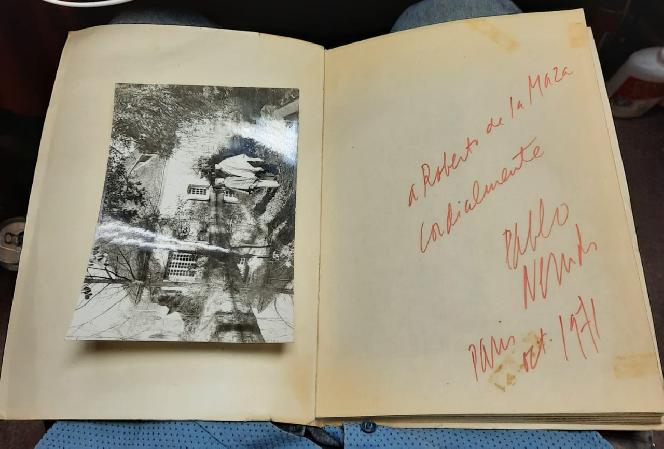 a Roberto de la Maza
Cordialmente
Pablo
Neruda
Paris
oct. 1971